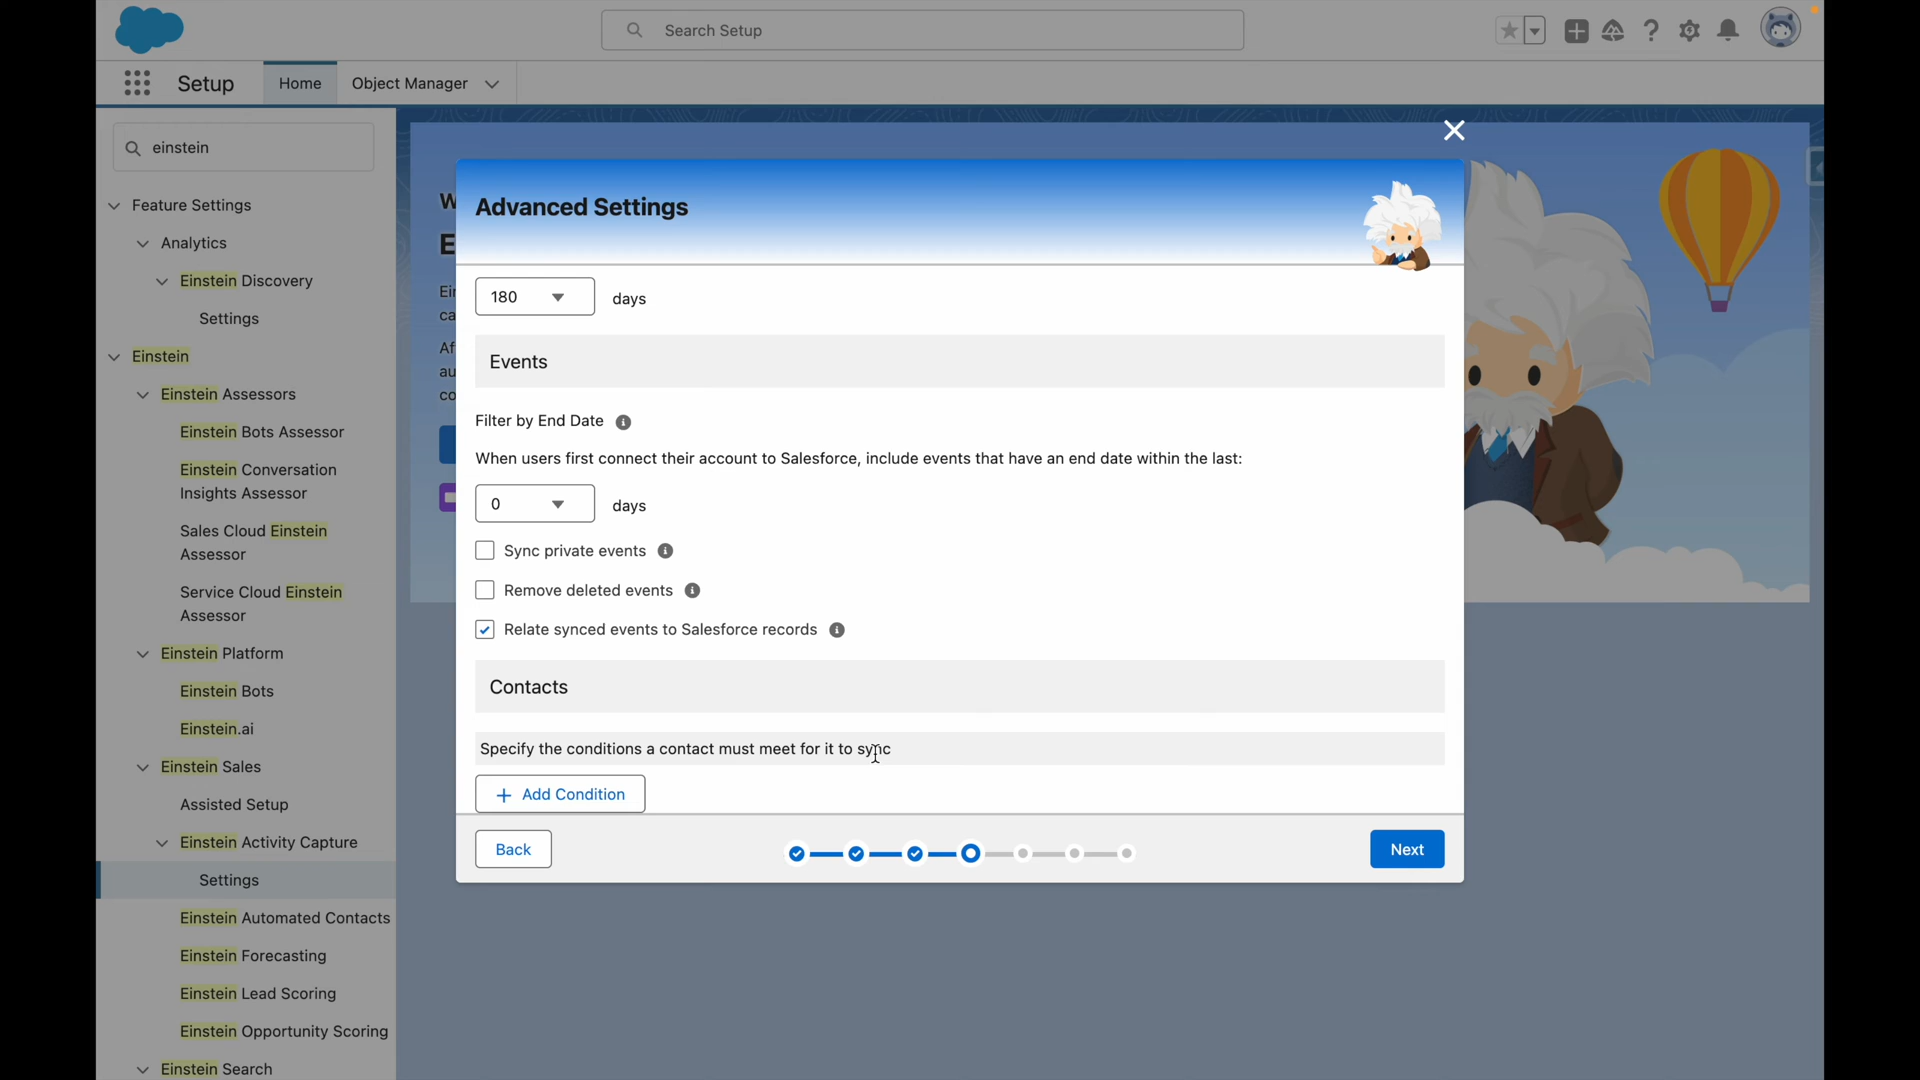 Search Setup
Setup
Home
Object Manager
einstein
Feature Settings
Analytics
Einstein Discovery
Settings
Einstein
Einstein Assessors
Einstein Bots Assessor
Einstein Conversation
Insights Assessor
Sales Cloud Einstein
Assessor
Service Cloud Einstein
Assessor
Einstein Platform
Einstein Bots
Einstein.ai
Einstein Sales
Assisted Setup
Einstein Activity Capture
Settings
Einstein Automated Contacts
Einstein Forecasting
Einstein Lead Scoring
Einstein Opportunity Scoring
Einstein Search
Advanced Settings
180 days
Events
Filter by End Date
When users first connect their account to Salesforce, include events that have an end date within the last:
0 days
Sync private events
Remove deleted events
Relate synced events to Salesforce records
Contacts
Specify the conditions a contact must meet for it to sync
+ Add Condition
Back
Next